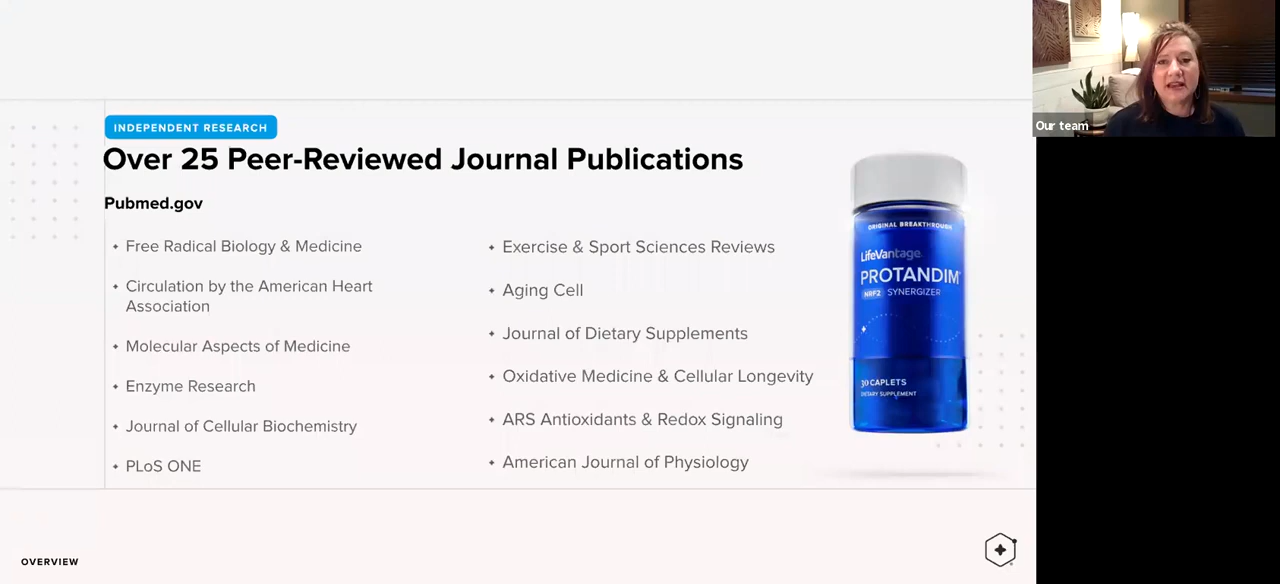 INDEPENDENT RESEARCH
Over 25 Peer-Reviewed Journal Publications
Pubmed.gov
Free Radical Biology & Medicine
Circulation by the American Heart
Association
Molecular Aspects of Medicine
Enzyme Research
Journal of Cellular Biochemistry
PLoS ONE
Exercise & Sport Sciences Reviews
Aging Cell
Journal of Dietary Supplements
Oxidative Medicine & Cellular Longevity
ARS Antioxidants & Redox Signaling
American Journal of Physiology
ORIGINAL BREAKTHROUGH
LifeVantage
PROTANDIM
NRF2 SYNERGIZER
30 CAPLETS
DIETARY SUPPLEMENT
OVERVIEW
Our team